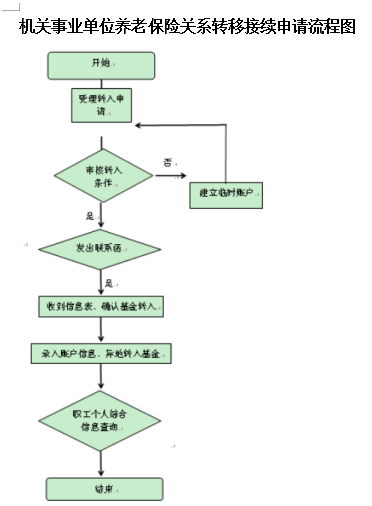 机关事业单位养老保险关系转移接续申请流程图
开始
受理转入申
请
审核转入
条件
否
建立临时账户
是
发出联系函
是
收到信息表、确认基金转入
录入账户信息、异地转入基金
职工个人综合
信息查询
结束